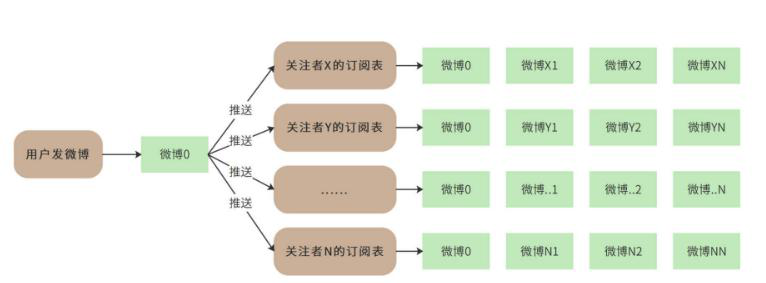 关注者X的订阅表 微博0 微博X1 微博X2 微博XN
推送
关注者Y的订阅表 微博0 微博Y1 微博Y2 微博YN
推送
用户发微博 微博0
推送
...... 微博0 微博..1 微博..2 微博..N
推送
关注者N的订阅表 微博0 微博N1 微博N2 微博NN